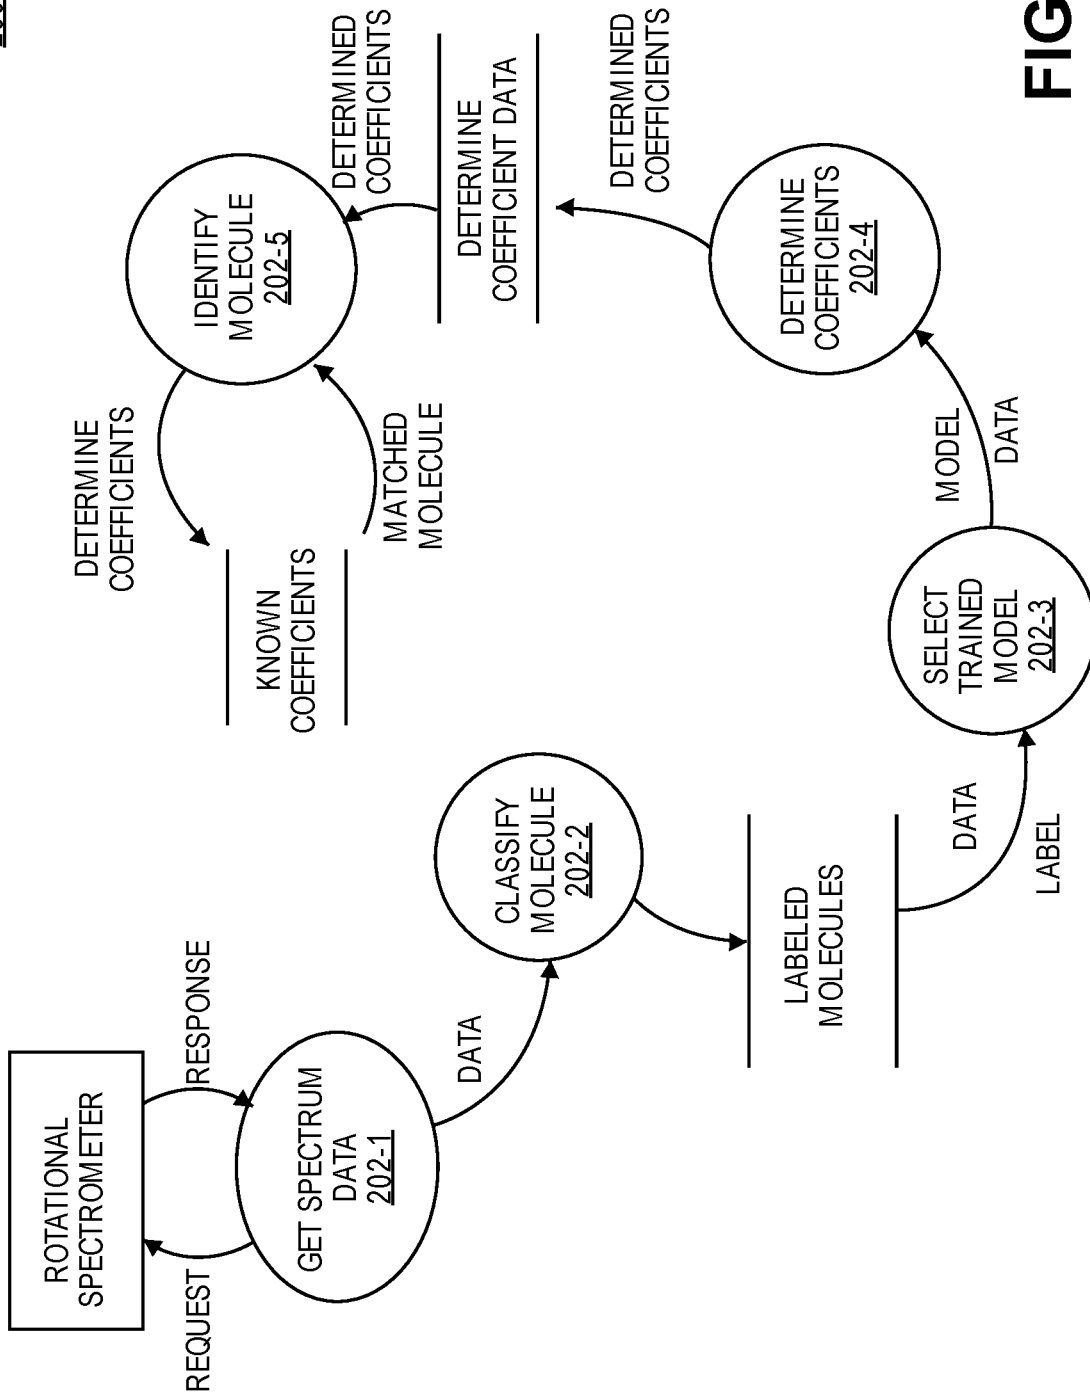 ROTATIONAL
SPECTROMETER
REQUEST
RESPONSE
GET SPECTRUM
DATA
202-1
DATA
CLASSIFY
MOLECULE
202-2
LABELED
MOLECULES
DATA
LABEL
SELECT
TRAINED
MODEL
202-3
MODEL
DATA
DETERMINE
COEFFICIENTS
202-4
DETERMINED
COEFFICIENTS
DETERMINE
COEFFICIENT DATA
DETERMINED
COEFFICIENTS
IDENTIFY
MOLECULE
202-5
DETERMINE
COEFFICIENTS
KNOWN
COEFFICIENTS
MATCHED
MOLECULE
FIG